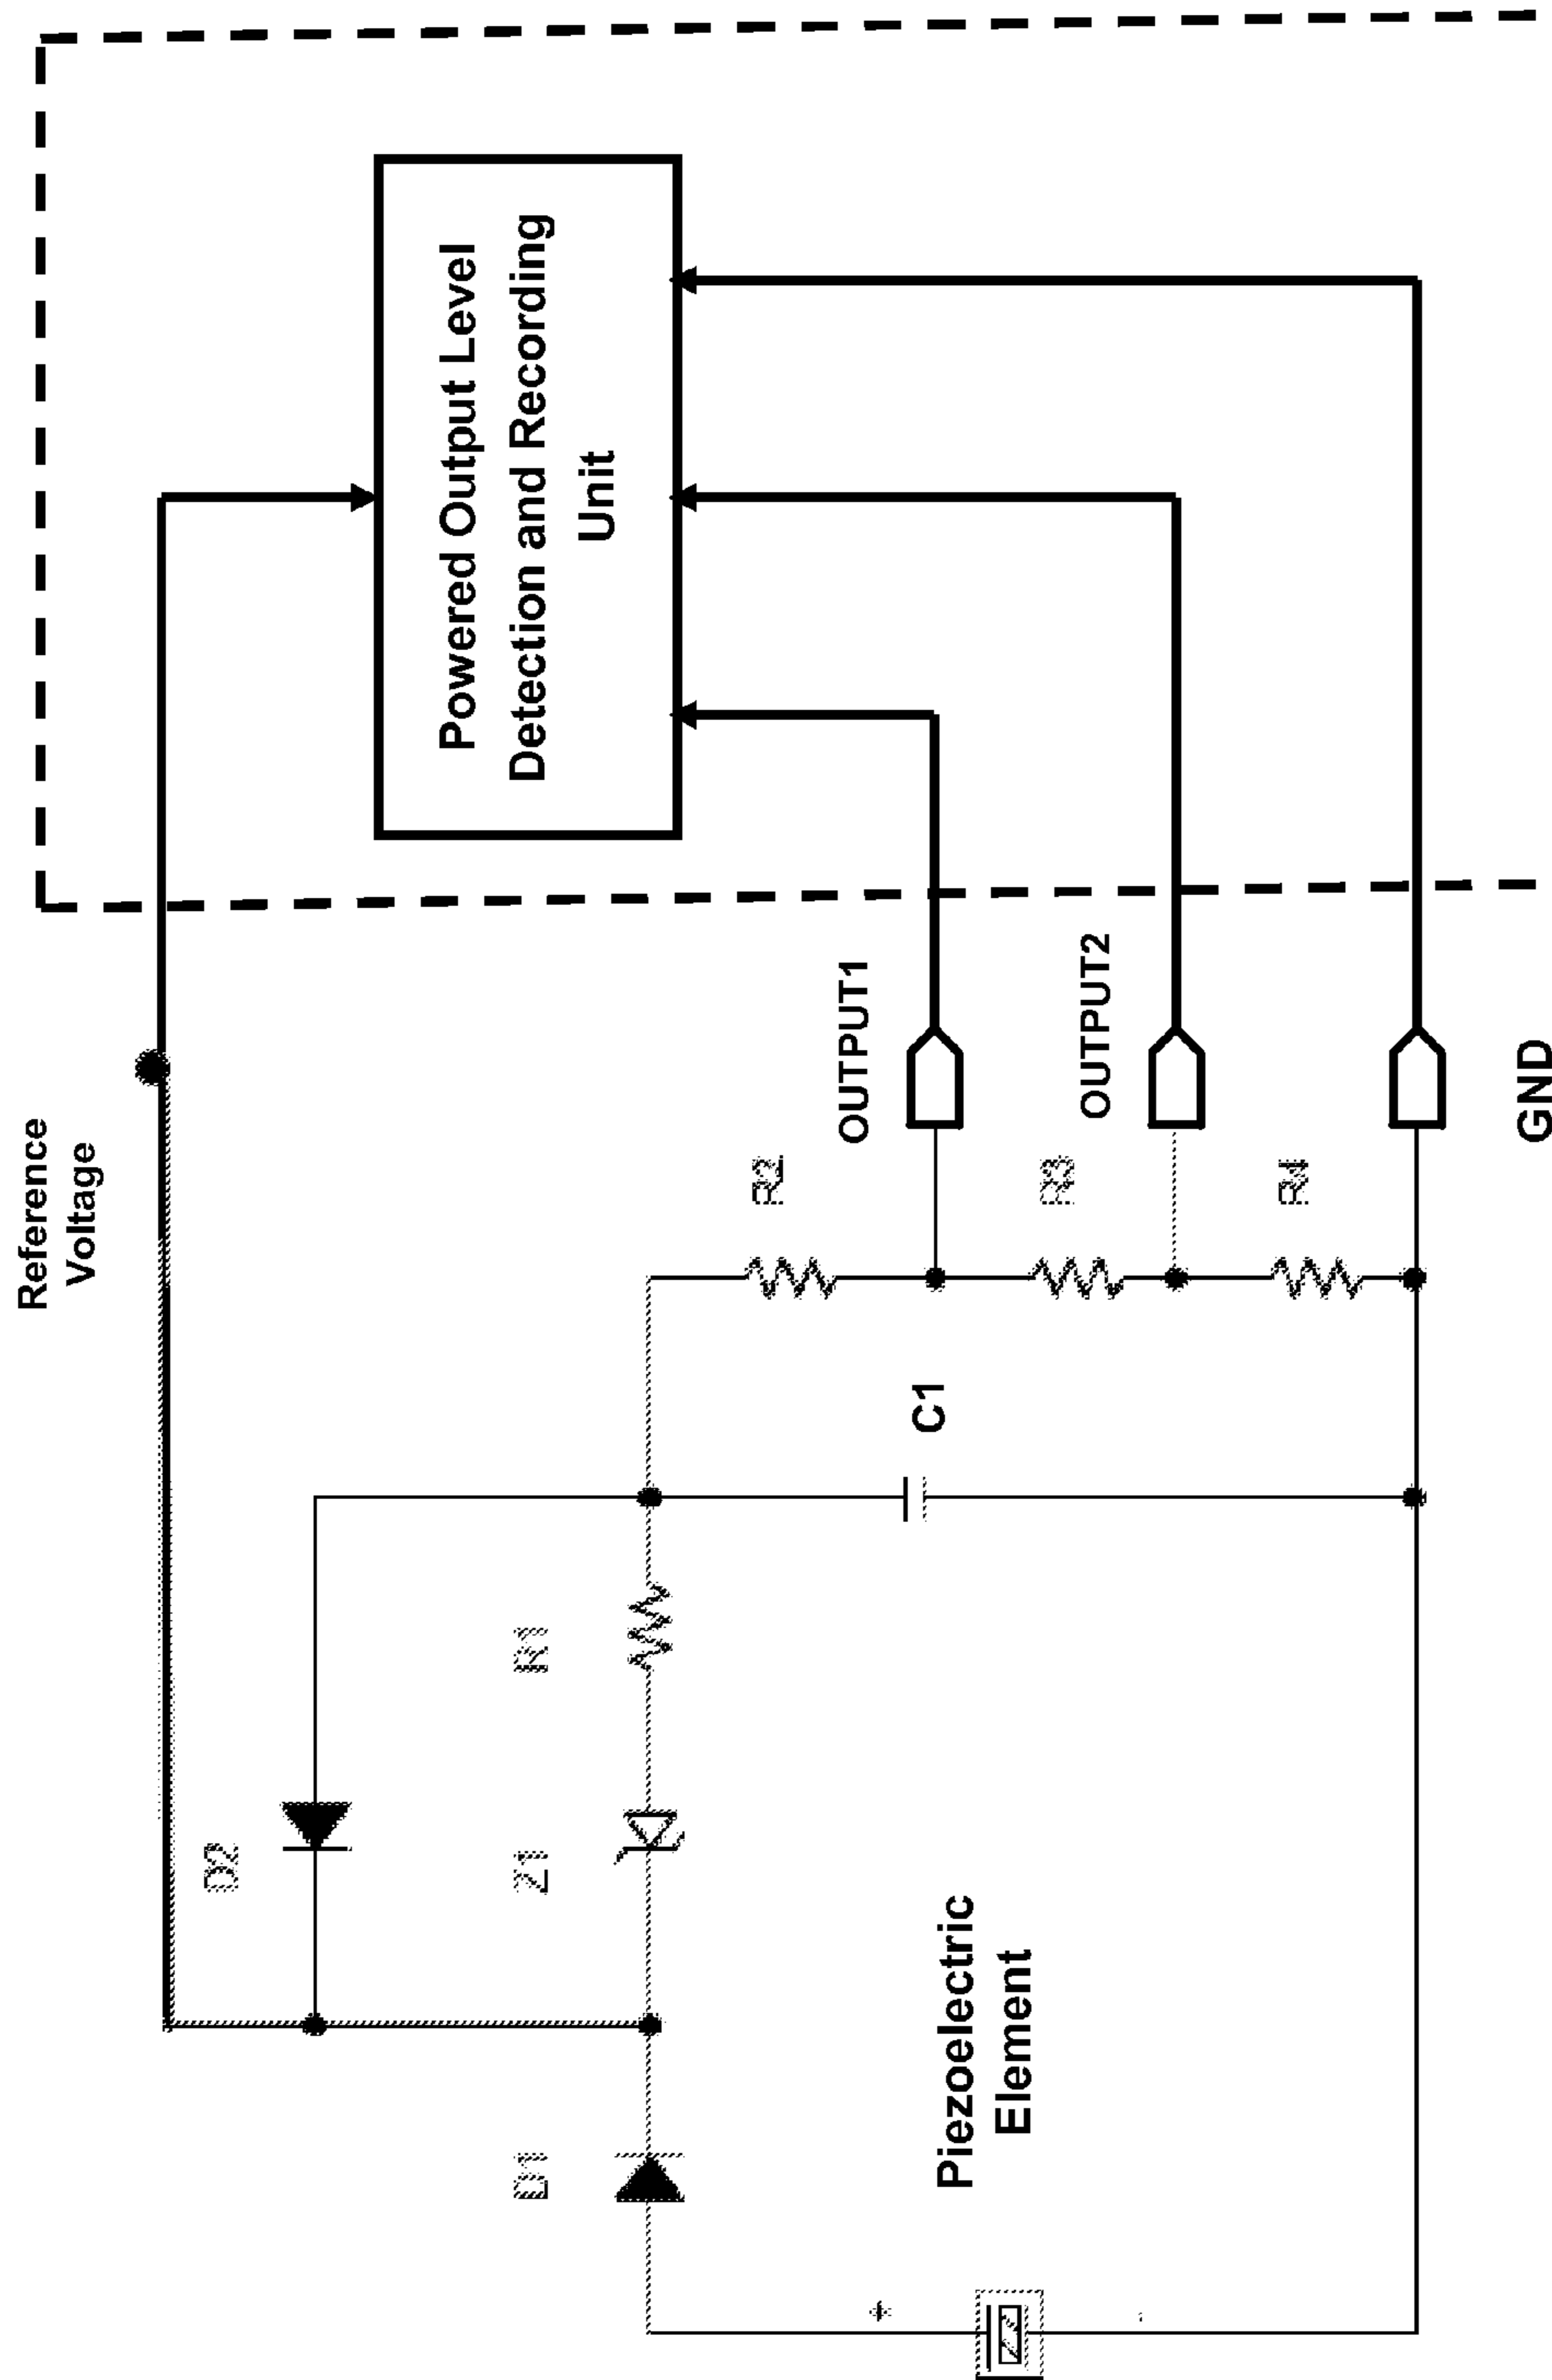 Reference
Voltage
Powered Output Level
Detection and Recording
Unit
D2
D1
Z1
R1
R2
OUTPUT1
C1
Piezoelectric
Element
R3
OUTPUT2
R4
GND
+
-